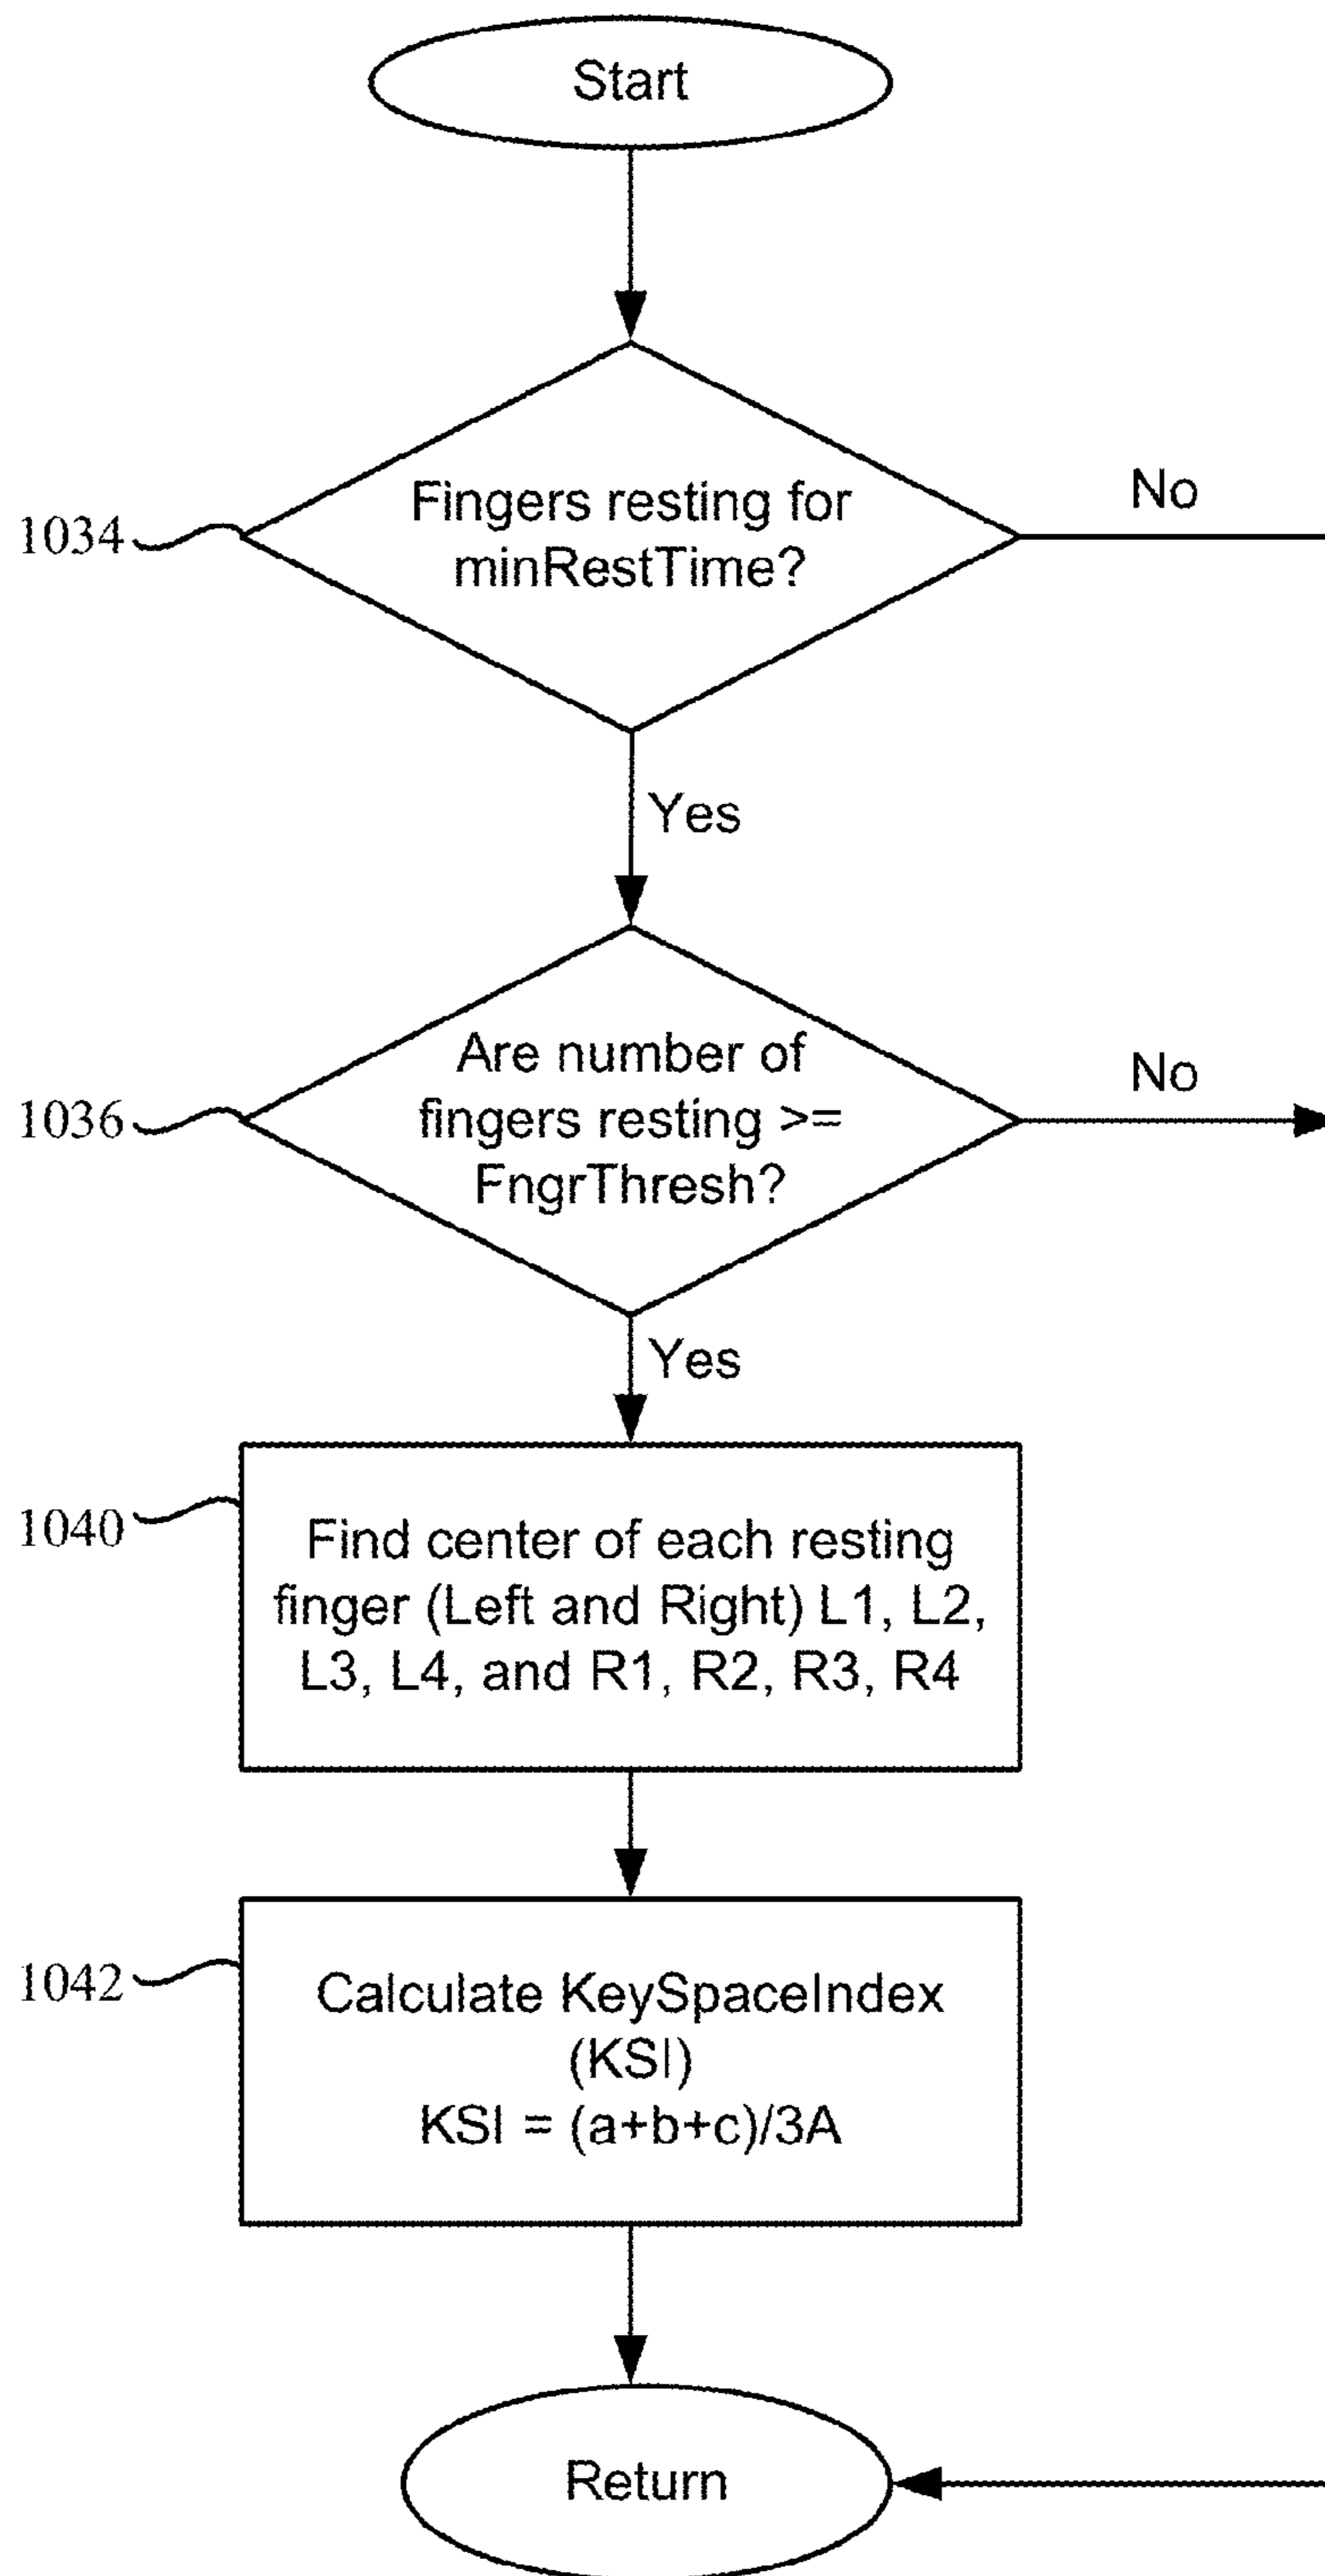 Start
Fingers resting for
minRestTime?
No
1034
Yes
Are number of
fingers resting >=
FngrThresh?
No
1036
Yes
1040
Find center of each resting
finger (Left and Right) L1, L2,
L3, L4, and R1, R2, R3, R4
1042
Calculate KeySpaceIndex
(KSI)
KSI = (a+b+c)/3A
Return